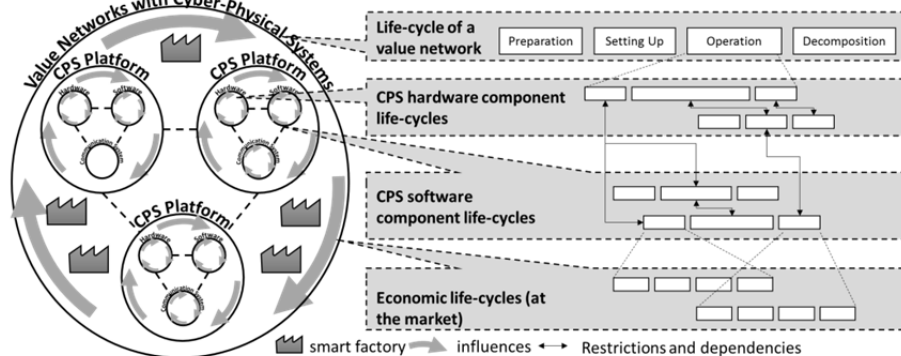 Value Networks with Cyber-Physical Systems
CPS Platform
Hardware
Software
Communication System
CPS Platform
Hardware
Software
Communication System
CPS Platform
Hardware
Software
Communication System
Life-cycle of a
value network
Preparation
Setting Up
Operation
Decomposition
CPS hardware component
life-cycles
CPS software
component life-cycles
Economic life-cycles (at
the market)
smart factory
influences
Restrictions and dependencies